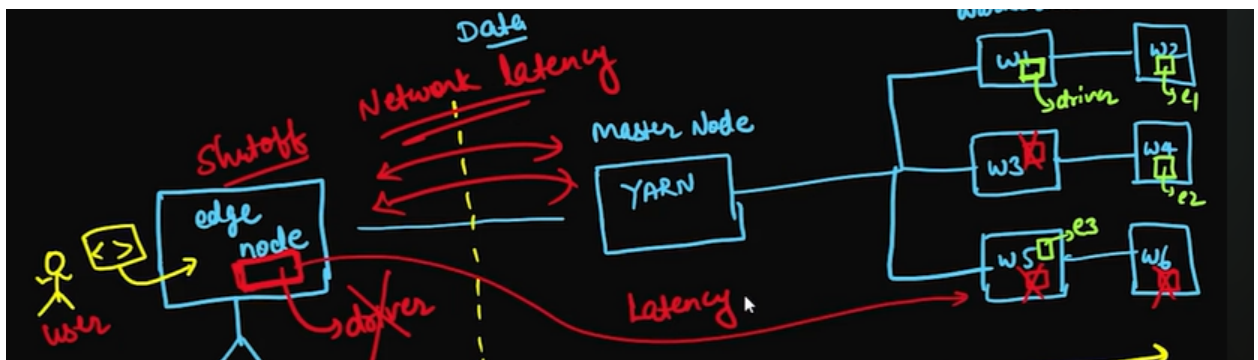 Data
Network latency
Shutoff
Master Node
YARN
edge
node
< >
user
driver
Latency
W1
driver
W2
e1
W3
W4
e2
W5
e3
W6